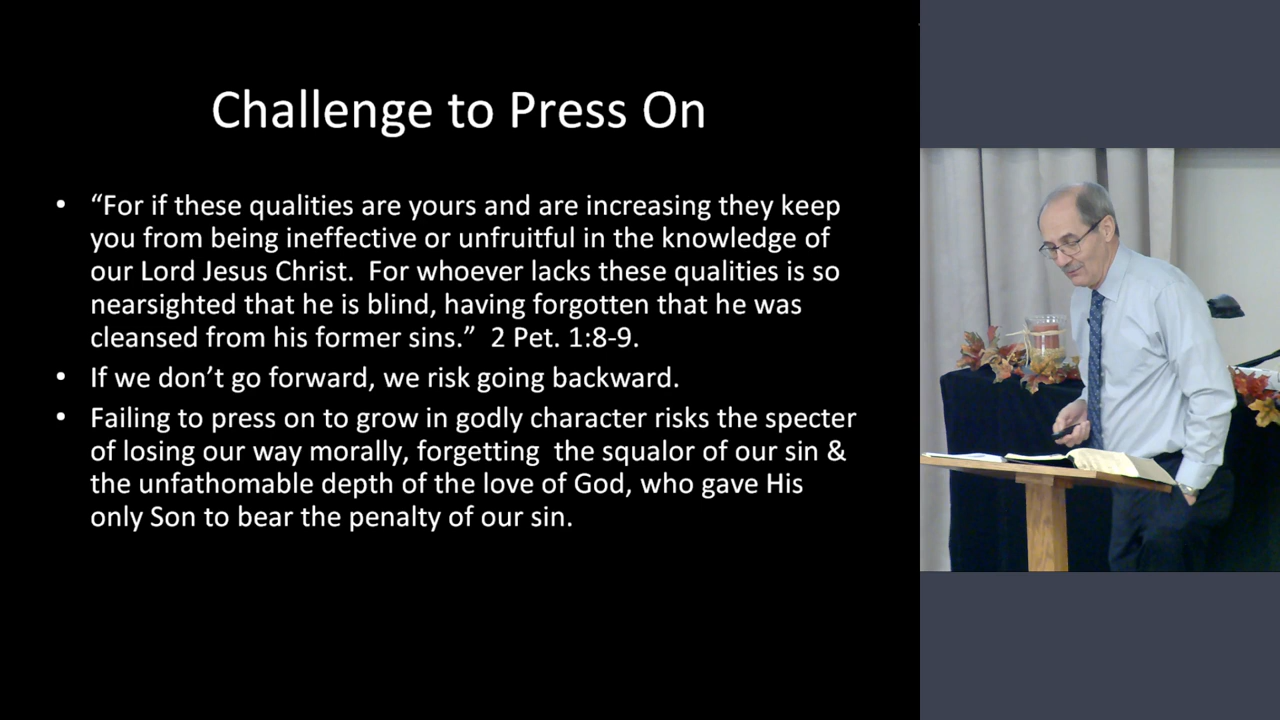 Challenge to Press On
• “For if these qualities are yours and are increasing they keep
you from being ineffective or unfruitful in the knowledge of
our Lord Jesus Christ.  For whoever lacks these qualities is so
nearsighted that he is blind, having forgotten that he was
cleansed from his former sins.”  2 Pet. 1:8-9.
• If we don’t go forward, we risk going backward.
• Failing to press on to grow in godly character risks the specter
of losing our way morally, forgetting  the squalor of our sin &
the unfathomable depth of the love of God, who gave His
only Son to bear the penalty of our sin.